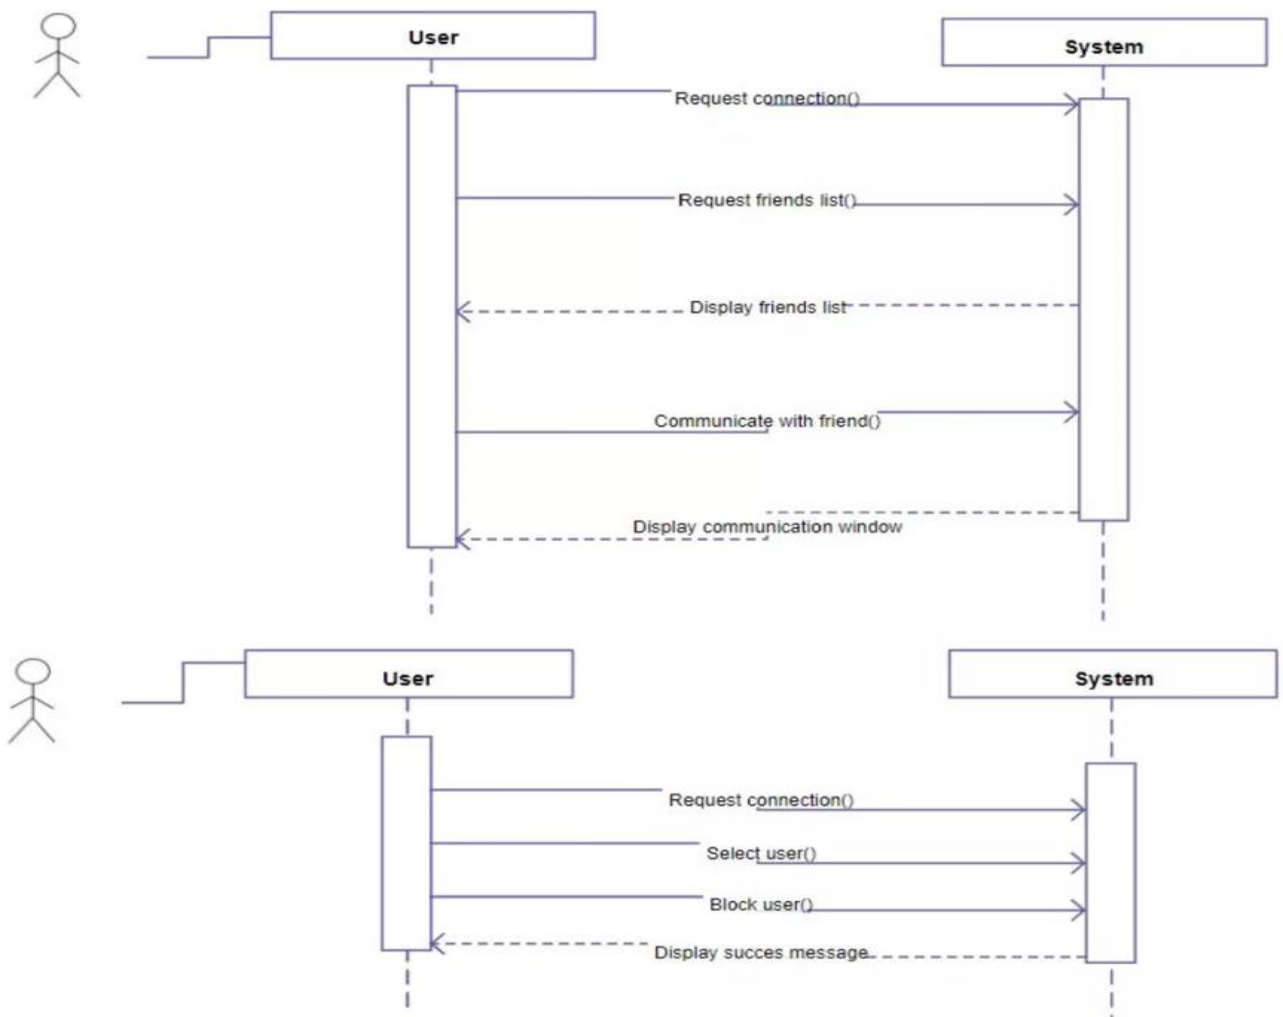 User
System
Request connection()
Request friends list()
Display friends list
Communicate with friend()
Display communication window
User
System
Request connection()
Select user()
Block user()
Display succes message